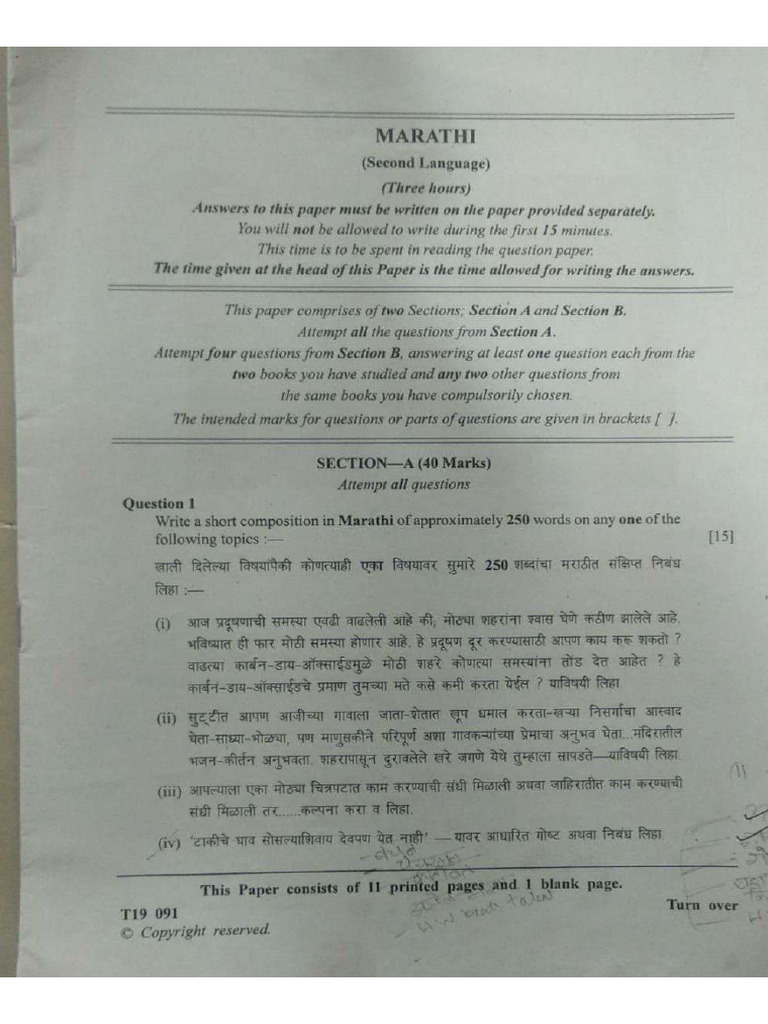 MARATHI
(Second Language)
(Three hours)
Answers to this paper must be written on the paper provided separately.
You will not be allowed to write during the first 15 minutes.
This time is to be spent in reading the question paper.
The time given at the head of this Paper is the time allowed for writing the answers.
This paper comprises of two Sections; Section A and Section B.
Attempt all the questions from Section A.
Attempt four questions from Section B, answering at least one question each from the
two books you have studied and any two other questions from
the same books you have compulsorily chosen.
The intended marks for questions or parts of questions are given in brackets [ ].
SECTION—A (40 Marks)
Attempt all questions
Question 1
Write a short composition in Marathi of approximately 250 words on any one of the
following topics :— [15]
खाली दिलेल्या विषयांपैकी कोणत्याही एका विषयावर सुमारे 250 शब्दांचा मराठीत संक्षिप्त निबंध
लिहा :—
(i) आज प्रदूषणाची समस्या एवढी वाढलेली आहे की, मोठ्या शहरांना श्वास घेणे कठीण झालेले आहे.
भविष्यात ही फार मोठी समस्या होणार आहे. हे प्रदूषण दूर करण्यासाठी आपण काय करू शकतो ?
वाढत्या कार्बन-डाय-ऑक्साईडमुळे मोठी शहरे कोणत्या समस्यांना तोंड देत आहेत ? हे
कार्बन-डाय-ऑक्साईडचे प्रमाण तुमच्या मते कसे कमी करता येईल ? याविषयी लिहा.
(ii) सुट्टीत आपण आजीच्या गावाला जाता-शेतात खूप धमाल करता-खऱ्या निसर्गाचा आस्वाद
घेता-साध्या-भोळ्या, पण माणुसकीने परिपूर्ण अशा गावकऱ्यांच्या प्रेमाचा अनुभव घेता...मंदिरातील
भजन-कीर्तन अनुभवता. शहरापासून दुरावलेले खरे जगणे येथे तुम्हाला सापडते—याविषयी लिहा.
(iii) आपल्याला एका मोठ्या चित्रपटात काम करण्याची संधी मिळाली अथवा जाहिरातीत काम करण्याची
संधी मिळाली तर......कल्पना करा व लिहा.
(iv) 'टाकीचे घाव सोसल्याशिवाय देवपण येत नाही' —यावर आधारित गोष्ट अथवा निबंध लिहा.
This Paper consists of 11 printed pages and 1 blank page.
T19 091 Turn over
© Copyright reserved.